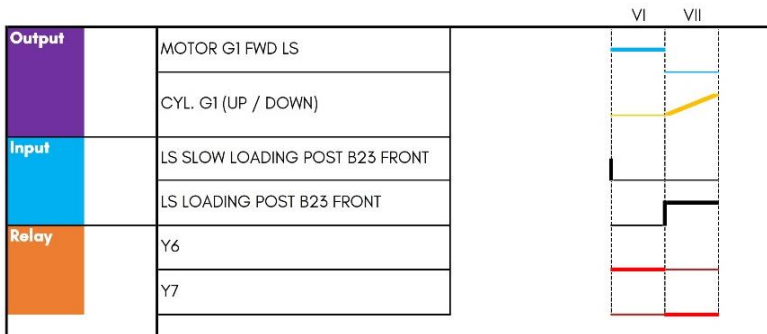 VI VII
Output
MOTOR G1 FWD LS
CYL. G1 (UP / DOWN)
Input
LS SLOW LOADING POST B23 FRONT
LS LOADING POST B23 FRONT
Relay
Y6
Y7